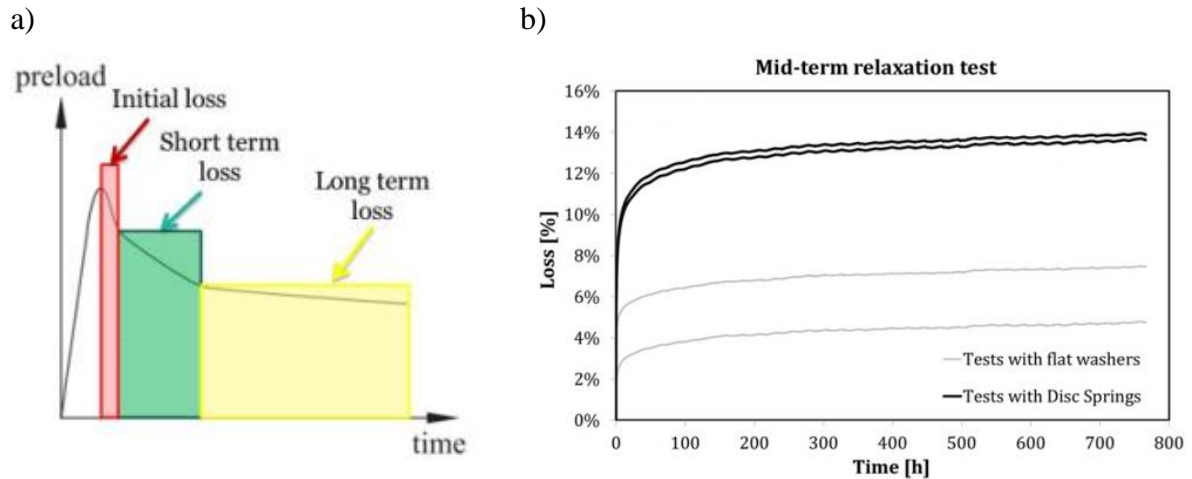 a)
preload
Initial loss
Short term
loss
Long term
loss
time
b)
Mid-term relaxation test
Loss [%]
16%
14%
12%
10%
8%
6%
4%
2%
0%
Tests with flat washers
Tests with Disc Springs
0 100 200 300 400 500 600 700 800
Time [h]